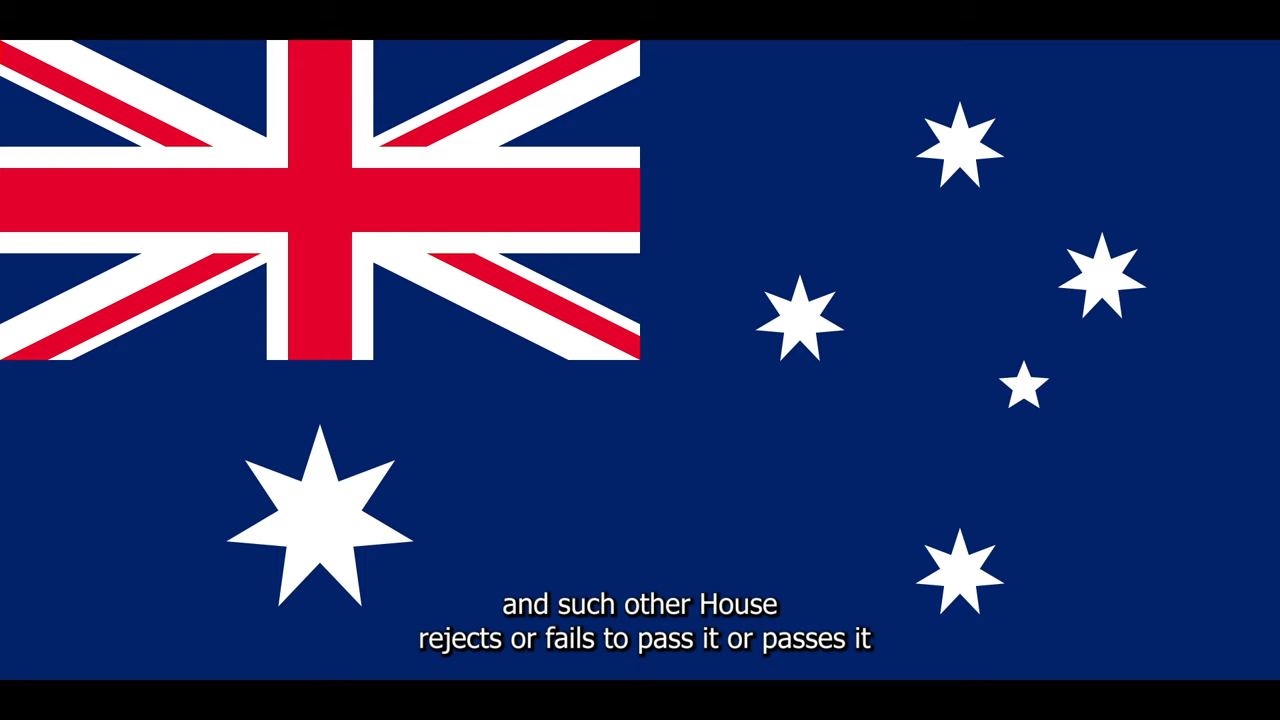 and such other House
rejects or fails to pass it or passes it